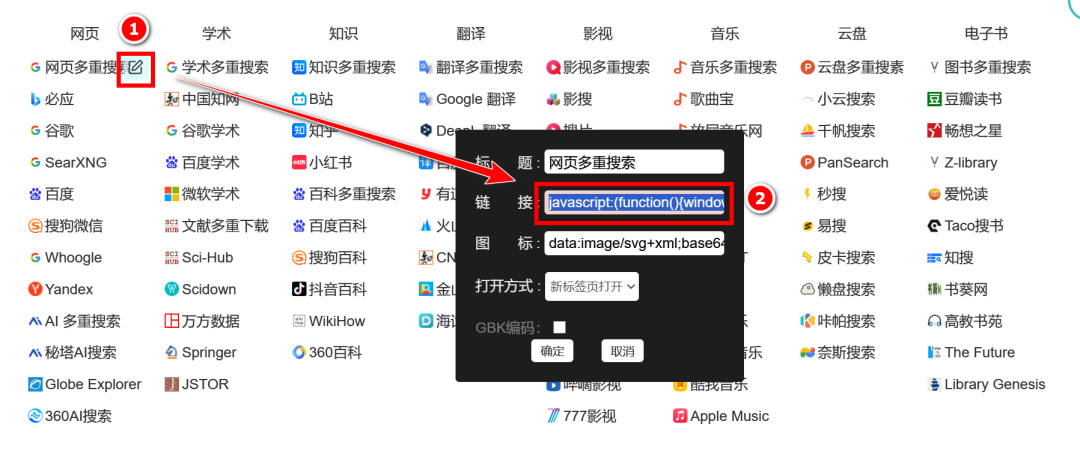 网页 1 学术 知识 翻译 影视 音乐 云盘 电子书
网页多重搜 学术多重搜索 知识多重搜索 翻译多重搜索 影视多重搜索 音乐多重搜索 云盘多重搜素 图书多重搜索
必应 中国知网 B站 Google 翻译 影搜 歌曲宝 小云搜索 豆瓣读书
谷歌 谷歌学术 知乎 千帆搜索 畅想之星
SearXNG 百度学术 小红书 标 题: 网页多重搜索 PanSearch Z-library
百度 微软学术 百科多重搜索 有 链 接: javascript:(function(){window 2 秒搜 爱悦读
搜狗微信 文献多重下载 百度百科 易搜 Taco搜书
Whoogle Sci-Hub 搜狗百科 CN 图 标: data:image/svg+xml;base64 皮卡搜索 知搜
Yandex Scidown 抖音百科 金 打开方式: 新标签页打开 懒盘搜索 书葵网
AI 多重搜索 万方数据 WikiHow 海 GBK编码: 咔帕搜索 高教书苑
秘塔AI搜索 Springer 360百科 确定 取消 音乐 奈斯搜索 The Future
Globe Explorer JSTOR 哔嘀影视 酷我音乐 Library Genesis
360AI搜索 777影视 Apple Music